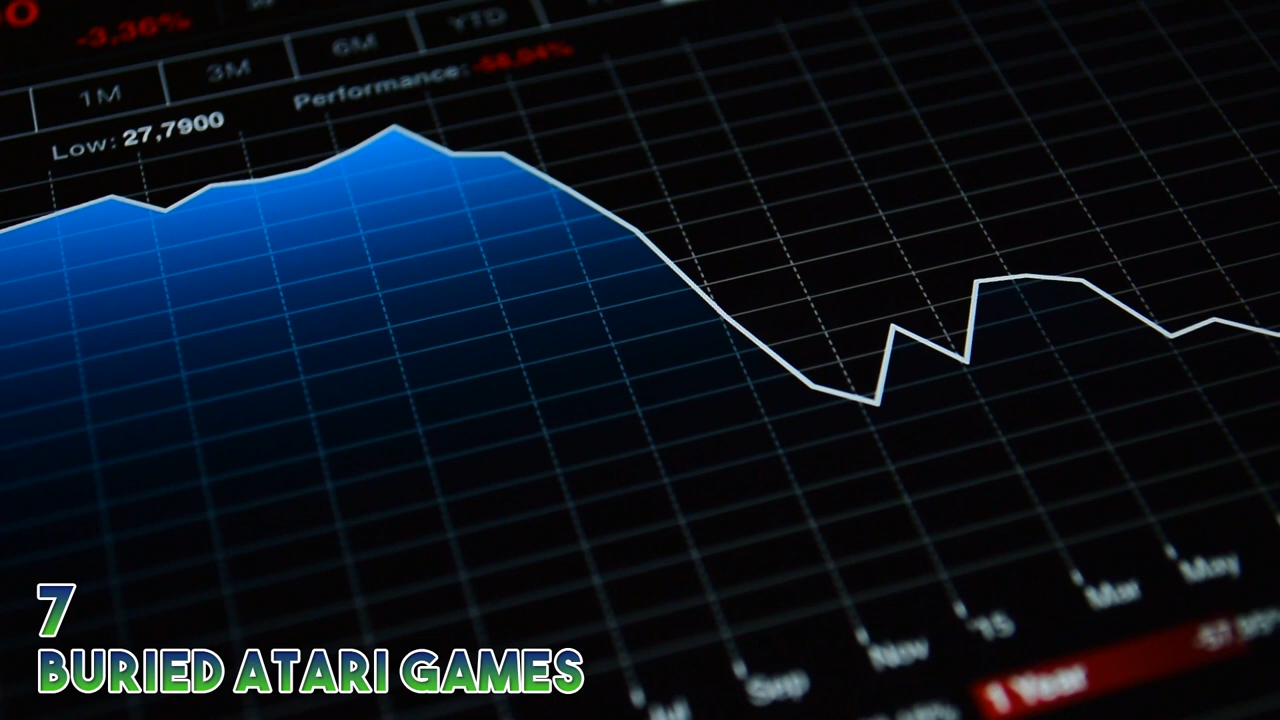 -3,36%
1M 3M 6M YTD
Low: 27,7900 Performance:
Jul Sep Nov '15 Mar May
1 Year
7
BURIED ATARI GAMES